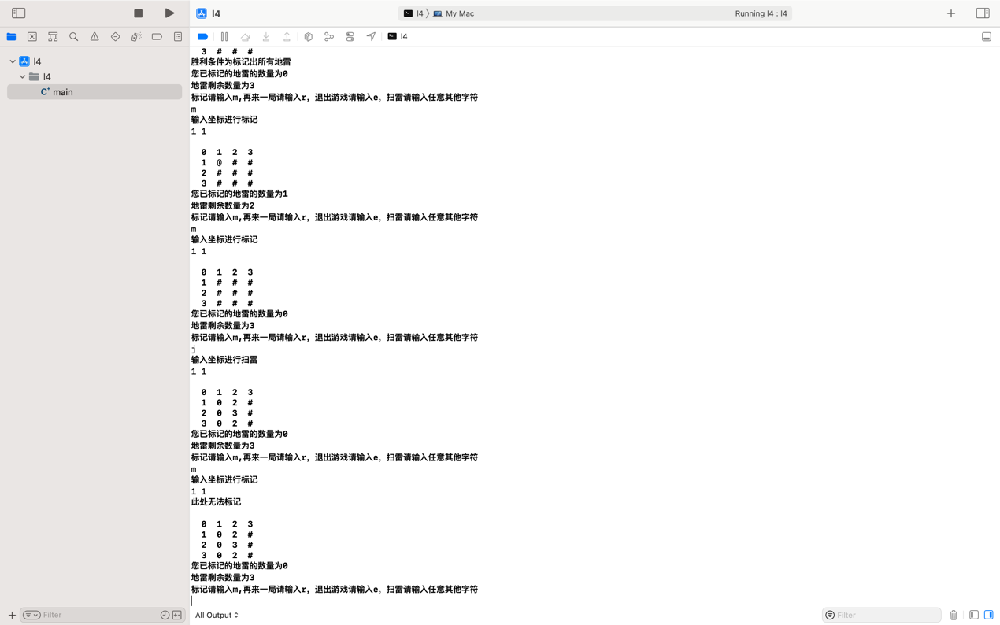 l4
l4 〉 My Mac
Running l4 : l4
l4
l4
l4
main
3 # # #
胜利条件为标记出所有地雷
您已标记的地雷的数量为0
地雷剩余数量为3
标记请输入m,再来一局请输入r, 退出游戏请输入e, 扫雷请输入任意其他字符
m
输入坐标进行标记
1 1
0 1 2 3
1 @ # #
2 # # #
3 # # #
您已标记的地雷的数量为1
地雷剩余数量为2
标记请输入m,再来一局请输入r, 退出游戏请输入e, 扫雷请输入任意其他字符
m
输入坐标进行标记
1 1
0 1 2 3
1 # # #
2 # # #
3 # # #
您已标记的地雷的数量为0
地雷剩余数量为3
标记请输入m,再来一局请输入r, 退出游戏请输入e, 扫雷请输入任意其他字符
j
输入坐标进行扫雷
1 1
0 1 2 3
1 0 2 #
2 0 3 #
3 0 2 #
您已标记的地雷的数量为0
地雷剩余数量为3
标记请输入m,再来一局请输入r, 退出游戏请输入e, 扫雷请输入任意其他字符
m
输入坐标进行标记
1 1
此处无法标记
0 1 2 3
1 0 2 #
2 0 3 #
3 0 2 #
您已标记的地雷的数量为0
地雷剩余数量为3
标记请输入m,再来一局请输入r, 退出游戏请输入e, 扫雷请输入任意其他字符
Filter
All Output
Filter